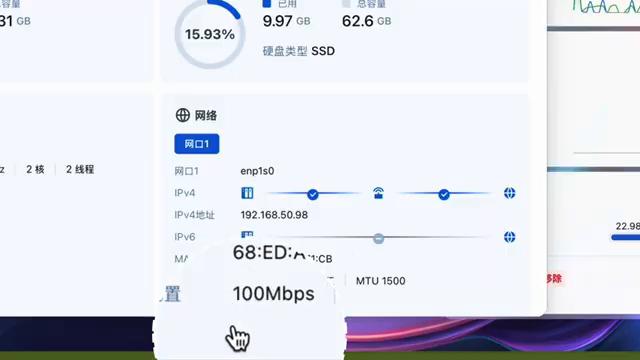 总容量
31 GB
15.93%
已用
9.97 GB
总容量
62.6 GB
硬盘类型 SSD
2 核
2 线程
网络
网口1
网口1
enp1s0
IPv4
IPv4地址
192.168.50.98
IPv6
68:ED:
:CB
置
100Mbps
MTU 1500
22.98
移除